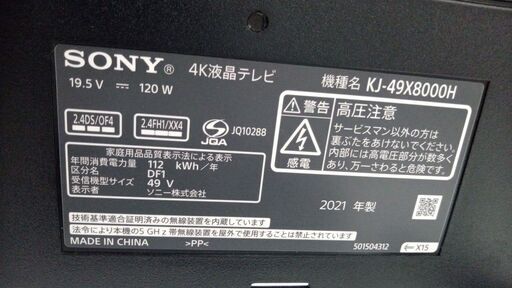 SONY® 4K液晶テレビ 機種名 KJ-49X8000H
19.5 V ⎓ 120 W
2.4DS/OF4 2.4FH1/XX4 JQA JQ10288
家庭用品品質表示法による表示
年間消費電力量 112 kWh/年
区分名 DF1
受信機型サイズ 49 V
表示者 ソニー株式会社
警告 高圧注意
感電
サービスマン以外の方は
裏ぶたをあけないでください。
内部には高電圧部分が数多く
あり、万一さわると危険です。
2021 年製
技術基準適合証明済みの無線装置を内蔵しています
法令により本機の5 GHz 帯無線装置を屋外で使用することは禁止されています
MADE IN CHINA >PP< 501504312 X15